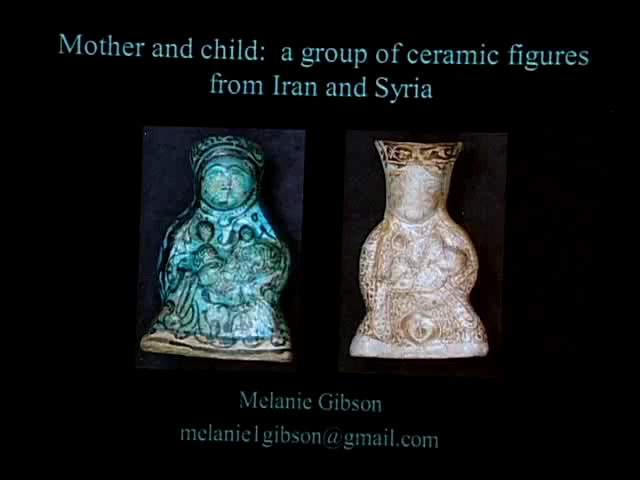 Mother and child: a group of ceramic figures
from Iran and Syria
Melanie Gibson
melanie1gibson@gmail.com